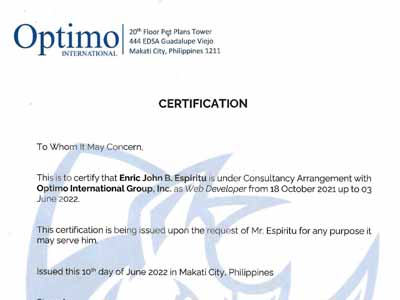 Optimo
INTERNATIONAL
20th Floor Pqt Plans Tower
444 EDSA Guadalupe Viejo
Makati City, Philippines 1211
CERTIFICATION
To Whom It May Concern,
This is to certify that Enric John B. Espiritu is under Consultancy Arrangement with
Optimo International Group, Inc. as Web Developer from 18 October 2021 up to 03
June 2022.
This certification is being issued upon the request of Mr. Espiritu for any purpose it
may serve him.
Issued this 10th day of June 2022 in Makati City, Philippines